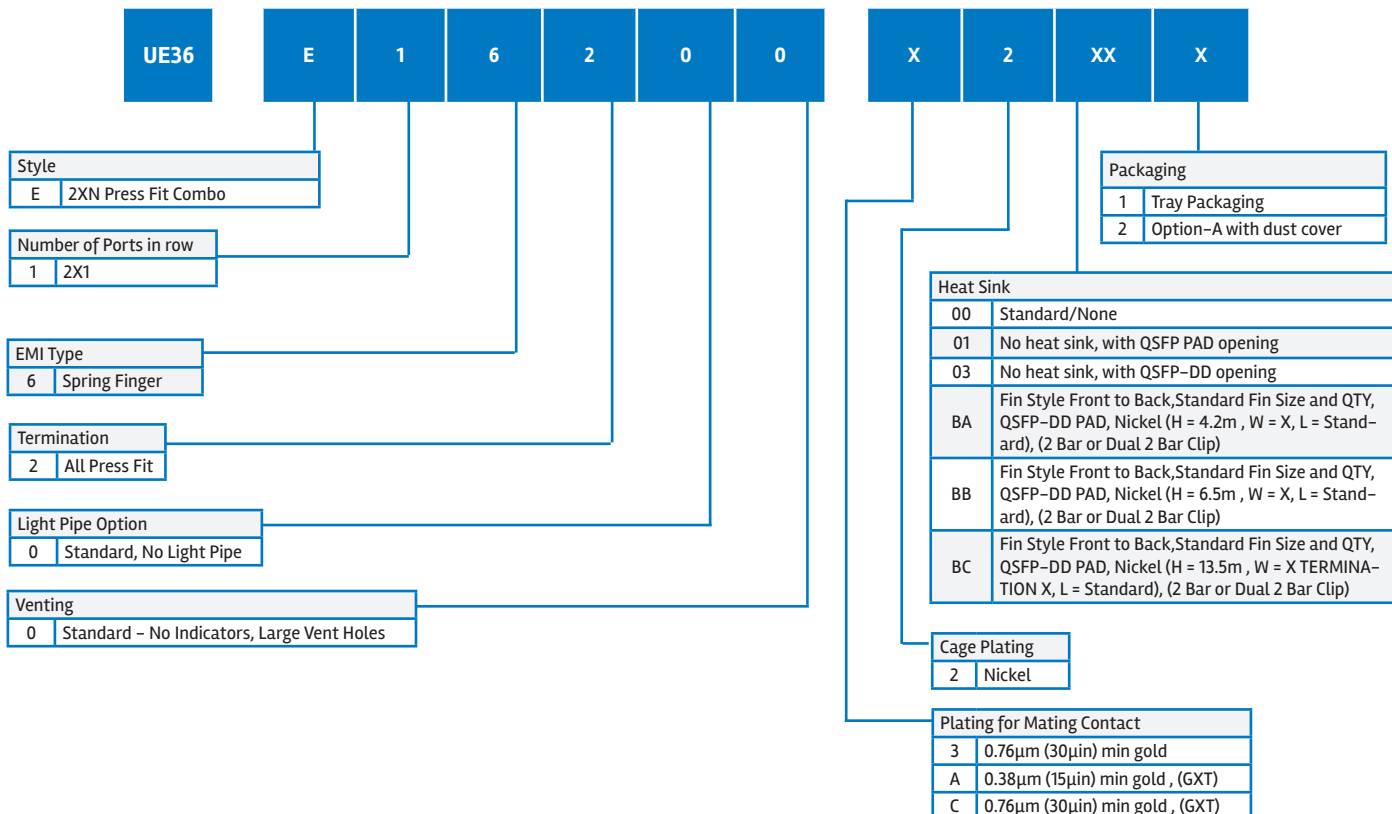 UE36 E 1 6 2 0 0 X 2 XX X
Style
E 2XN Press Fit Combo
Number of Ports in row
1 2X1
EMI Type
6 Spring Finger
Termination
2 All Press Fit
Light Pipe Option
0 Standard, No Light Pipe
Venting
0 Standard - No Indicators, Large Vent Holes
Packaging
1 Tray Packaging
2 Option-A with dust cover
Heat Sink
00 Standard/None
01 No heat sink, with QSFP PAD opening
03 No heat sink, with QSFP-DD opening
BA Fin Style Front to Back,Standard Fin Size and QTY,
QSFP-DD PAD, Nickel (H = 4.2m , W = X, L = Stand-
ard), (2 Bar or Dual 2 Bar Clip)
BB Fin Style Front to Back,Standard Fin Size and QTY,
QSFP-DD PAD, Nickel (H = 6.5m , W = X, L = Stand-
ard), (2 Bar or Dual 2 Bar Clip)
BC Fin Style Front to Back,Standard Fin Size and QTY,
QSFP-DD PAD, Nickel (H = 13.5m , W = X TERMINA-
TION X, L = Standard), (2 Bar or Dual 2 Bar Clip)
Cage Plating
2 Nickel
Plating for Mating Contact
3 0.76µm (30µin) min gold
A 0.38µm (15µin) min gold , (GXT)
C 0.76µm (30µin) min gold , (GXT)